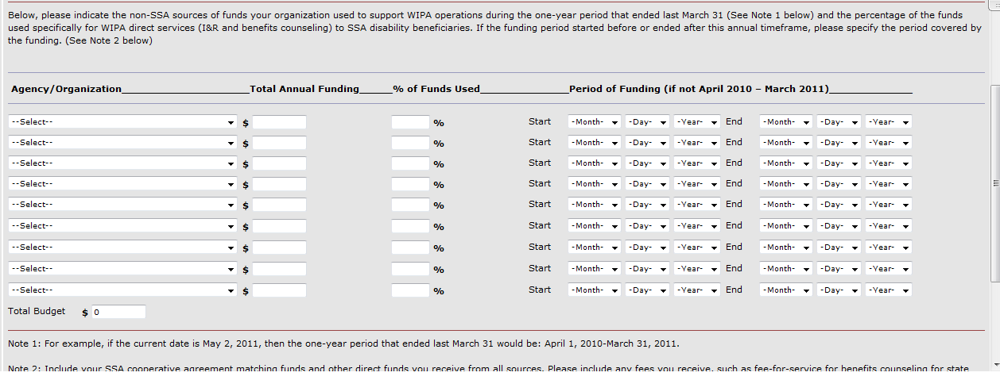 Below, please indicate the non-SSA sources of funds your organization used to support WIPA operations during the one-year period that ended last March 31 (See Note 1 below) and the percentage of the funds
used specifically for WIPA direct services (I&R and benefits counseling) to SSA disability beneficiaries. If the funding period started before or ended after this annual timeframe, please specify the period covered by
the funding. (See Note 2 below)
Agency/Organization Total Annual Funding % of Funds Used Period of Funding (if not April 2010 – March 2011)
--Select-- $ % Start -Month- -Day- -Year- End -Month- -Day- -Year-
--Select-- $ % Start -Month- -Day- -Year- End -Month- -Day- -Year-
--Select-- $ % Start -Month- -Day- -Year- End -Month- -Day- -Year-
--Select-- $ % Start -Month- -Day- -Year- End -Month- -Day- -Year-
--Select-- $ % Start -Month- -Day- -Year- End -Month- -Day- -Year-
--Select-- $ % Start -Month- -Day- -Year- End -Month- -Day- -Year-
--Select-- $ % Start -Month- -Day- -Year- End -Month- -Day- -Year-
--Select-- $ % Start -Month- -Day- -Year- End -Month- -Day- -Year-
--Select-- $ % Start -Month- -Day- -Year- End -Month- -Day- -Year-
Total Budget $ 0
Note 1: For example, if the current date is May 2, 2011, then the one-year period that ended last March 31 would be: April 1, 2010-March 31, 2011.
Note 2: Include your SSA cooperative agreement matching funds and other direct funds you receive from all sources. Please include any fees you receive, such as fee-for-service for benefits counseling for state